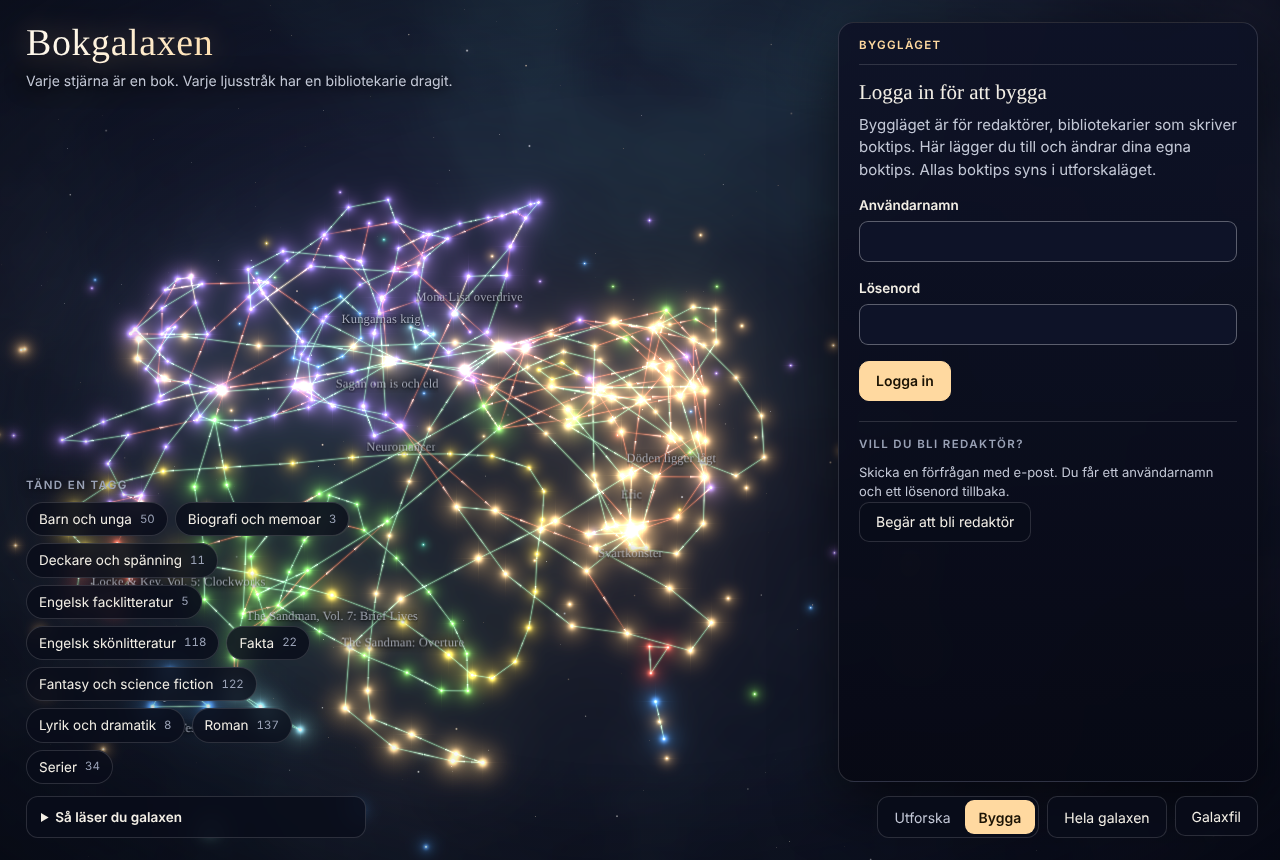 Bokgalaxen
Varje stjärna är en bok. Varje ljusstråk har en bibliotekarie dragit.
Mona Lisa overdrive
Kungarnas krig
Sagan om is och eld
Neuromancer
Döden ligger lågt
Eric
Svartkonster
TÄND EN TAGG
Barn och unga 50
Biografi och memoar 3
Deckare och spänning 11
Locke & Key, Vol. 5: Clockworks
Engelsk facklitteratur 5
The Sandman, Vol. 7: Brief Lives
Engelsk skönlitteratur 118
Fakta 22
The Sandman: Overture
Fantasy och science fiction 122
Lyrik och dramatik 8
Roman 137
Serier 34
Så läser du galaxen
BYGGLÄGET
Logga in för att bygga
Byggläget är för redaktörer, bibliotekarier som skriver
boktips. Här lägger du till och ändrar dina egna
boktips. Allas boktips syns i utforskaläget.
Användarnamn
Lösenord
Logga in
VILL DU BLI REDAKTÖR?
Skicka en förfrågan med e-post. Du får ett användarnamn
och ett lösenord tillbaka.
Begär att bli redaktör
Utforska
Bygga
Hela galaxen
Galaxfil